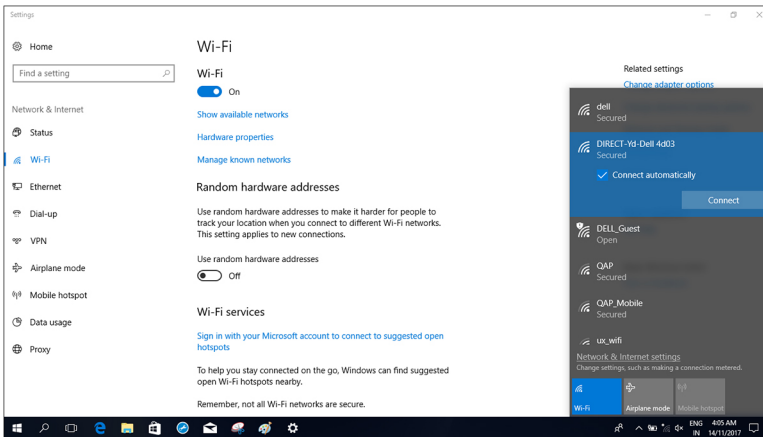 Settings
Home
Find a setting
Network & Internet
Status
Wi-Fi
Ethernet
Dial-up
VPN
Airplane mode
Mobile hotspot
Data usage
Proxy
Wi-Fi
Wi-Fi
On
Show available networks
Hardware properties
Manage known networks
Random hardware addresses
Use random hardware addresses to make it harder for people to
track your location when you connect to different Wi-Fi networks.
This setting applies to new connections.
Use random hardware addresses
Off
Wi-Fi services
Sign in with your Microsoft account to connect to suggested open
hotspots
To help you stay connected on the go, Windows can find suggested
open Wi-Fi hotspots nearby.
Remember, not all Wi-Fi networks are secure.
Related settings
Change adapter options
dell
Secured
DIRECT-Yd-Dell 4d03
Secured
Connect automatically
Connect
DELL_Guest
Open
QAP
Secured
QAP_Mobile
Secured
ux_wifi
Network & Internet settings
Change settings, such as making a connection metered.
Wi-Fi
Airplane mode
Mobile hotspot
ENG
IN
4:05 AM
14/11/2017